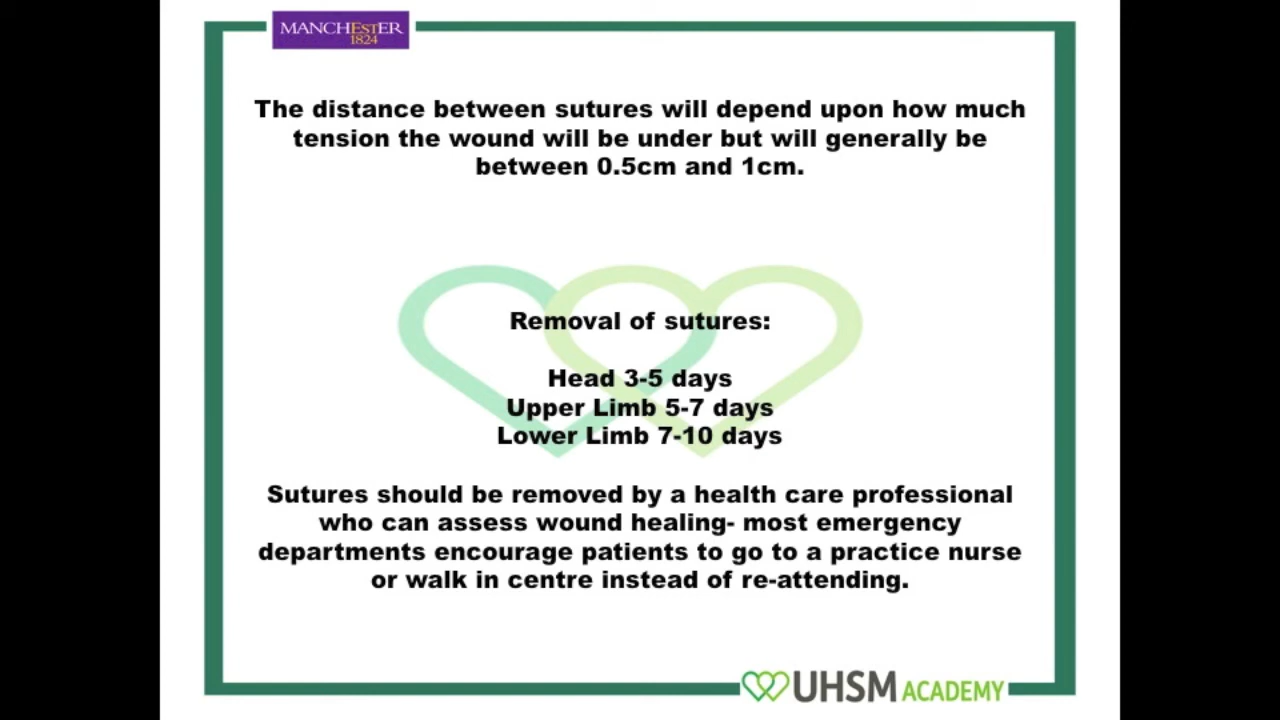 MANCHESTER
1824
The distance between sutures will depend upon how much
tension the wound will be under but will generally be
between 0.5cm and 1cm.
Removal of sutures:
Head 3-5 days
Upper Limb 5-7 days
Lower Limb 7-10 days
Sutures should be removed by a health care professional
who can assess wound healing- most emergency
departments encourage patients to go to a practice nurse
or walk in centre instead of re-attending.
UHSM ACADEMY